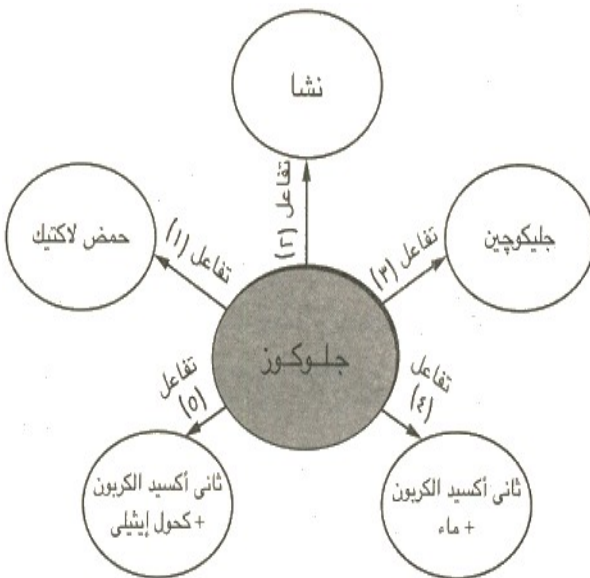 نشا
تفاعل (٢)
حمض لاكتيك
تفاعل (١)
جليكوچين
تفاعل (٣)
جلوكوز
تفاعل
(٥)
تفاعل
(٤)
ثانى أكسيد الكربون
+ كحول إيثيلى
ثانى أكسيد الكربون
+ ماء